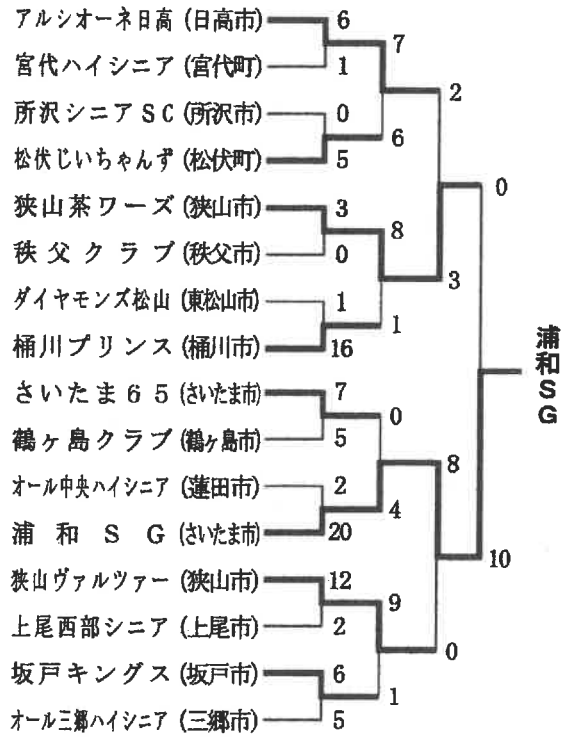 アルシオーネ日高 (日高市) 6
7
宮代ハイシニア (宮代町) 1
2
所沢シニアSC (所沢市) 0
6
松伏じいちゃんず (松伏町) 5
0
狭山茶ワーズ (狭山市) 3
8
秩父クラブ (秩父市) 0
3
ダイヤモンズ松山 (東松山市) 1
1
桶川プリンス (桶川市) 16
浦和SG
さいたま65 (さいたま市) 7
0
鶴ヶ島クラブ (鶴ヶ島市) 5
8
オール中央ハイシニア (蓮田市) 2
4
浦和SG (さいたま市) 20
10
狭山ヴァルツァー (狭山市) 12
9
上尾西部シニア (上尾市) 2
0
坂戸キングス (坂戸市) 6
1
オール三郷ハイシニア (三郷市) 5